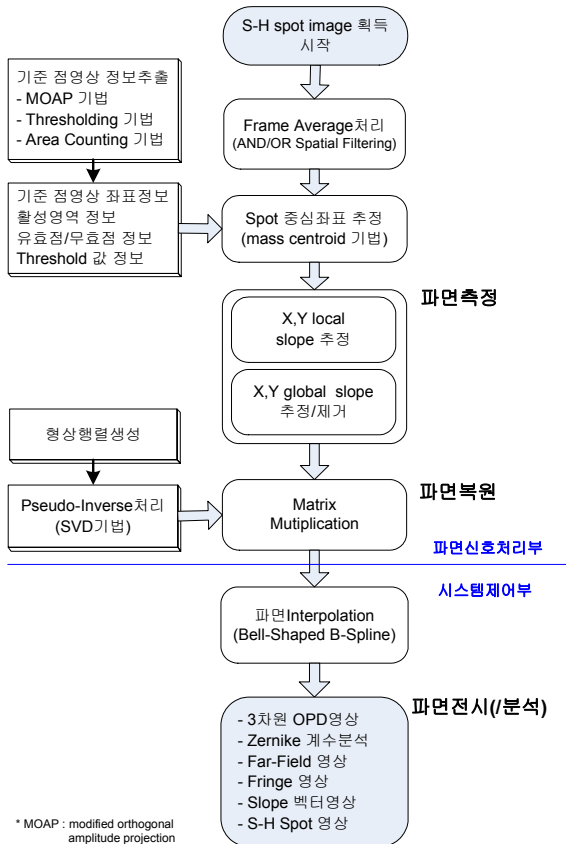 S-H spot image 획득
시작
기준 점영상 정보추출
- MOAP 기법
- Thresholding 기법
- Area Counting 기법
Frame Average처리
(AND/OR Spatial Filtering)
기준 점영상 좌표정보
활성영역 정보
유효점/무효점 정보
Threshold 값 정보
Spot 중심좌표 추정
(mass centroid 기법)
파면측정
X,Y local
slope 추정
X,Y global slope
추정/제거
형상행렬생성
Pseudo-Inverse처리
(SVD기법)
Matrix
Mutiplication
파면복원
파면신호처리부
시스템제어부
파면Interpolation
(Bell-Shaped B-Spline)
파면전시(/분석)
- 3차원 OPD영상
- Zernike 계수분석
- Far-Field 영상
- Fringe 영상
- Slope 벡터영상
- S-H Spot 영상
* MOAP : modified orthogonal
amplitude projection